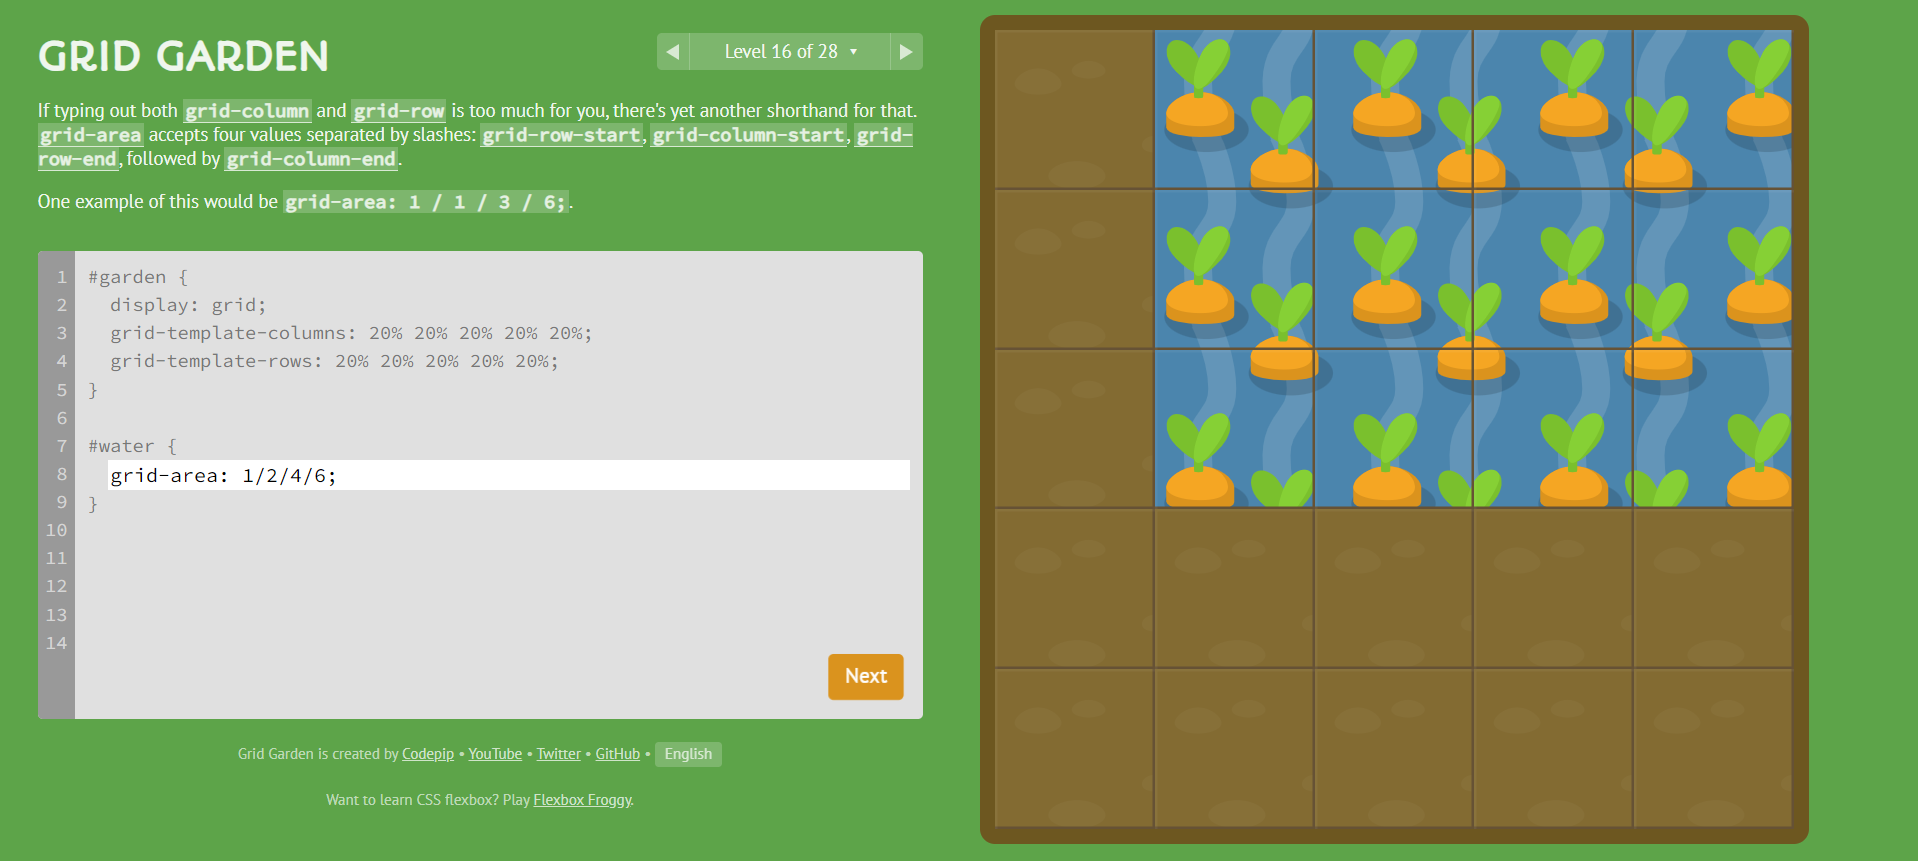 GRID GARDEN
◀ Level 16 of 28 ▼ ▶
If typing out both grid-column and grid-row is too much for you, there's yet another shorthand for that.
grid-area accepts four values separated by slashes: grid-row-start, grid-column-start, grid-
row-end, followed by grid-column-end.
One example of this would be grid-area: 1 / 1 / 3 / 6;.
1 #garden {
2 display: grid;
3 grid-template-columns: 20% 20% 20% 20% 20%;
4 grid-template-rows: 20% 20% 20% 20% 20%;
5 }
6
7 #water {
8 grid-area: 1/2/4/6;
9 }
10
11
12
13
14
Next
Grid Garden is created by Codepip • YouTube • Twitter • GitHub • English
Want to learn CSS flexbox? Play Flexbox Froggy.